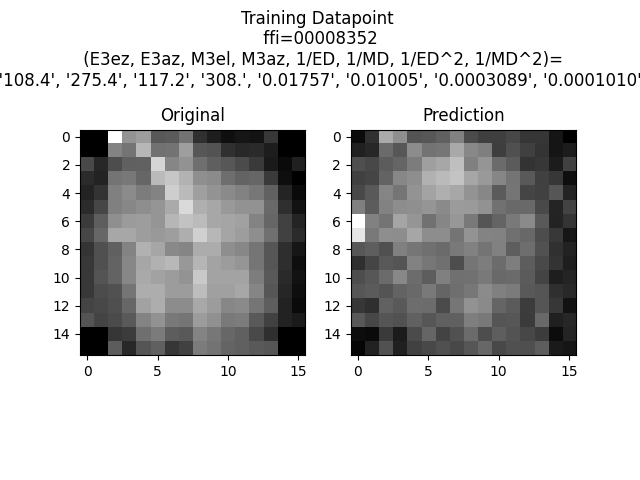 Training Datapoint
ffi=00008352
(E3ez, E3az, M3el, M3az, 1/ED, 1/MD, 1/ED^2, 1/MD^2)=
'108.4', '275.4', '117.2', '308.', '0.01757', '0.01005', '0.0003089', '0.0001010'
Original Prediction
0 0
2 2
4 4
6 6
8 8
10 10
12 12
14 14
0 5 10 15 0 5 10 15